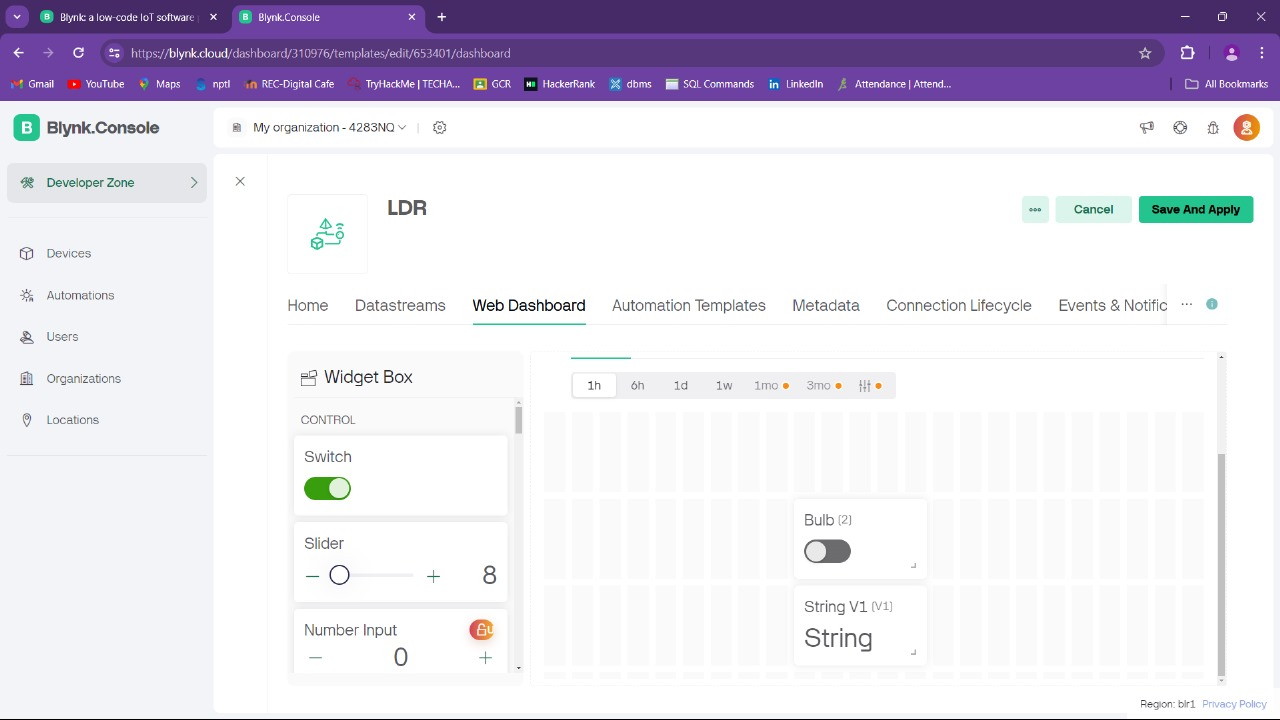 Blynk: a low-code IoT software
Blynk.Console
https://blynk.cloud/dashboard/310976/templates/edit/653401/dashboard
Gmail
YouTube
Maps
nptl
REC-Digital Cafe
TryHackMe | TECHA...
GCR
HackerRank
dbms
SQL Commands
LinkedIn
Attendance | Attend...
All Bookmarks
Blynk.Console
My organization - 4283NQ
Developer Zone
Devices
Automations
Users
Organizations
Locations
LDR
Cancel
Save And Apply
Home
Datastreams
Web Dashboard
Automation Templates
Metadata
Connection Lifecycle
Events & Notific
Widget Box
CONTROL
Switch
Slider
8
Number Input
0
1h
6h
1d
1w
1mo
3mo
Bulb (2)
String V1 (V1)
String
Region: blr1
Privacy Policy